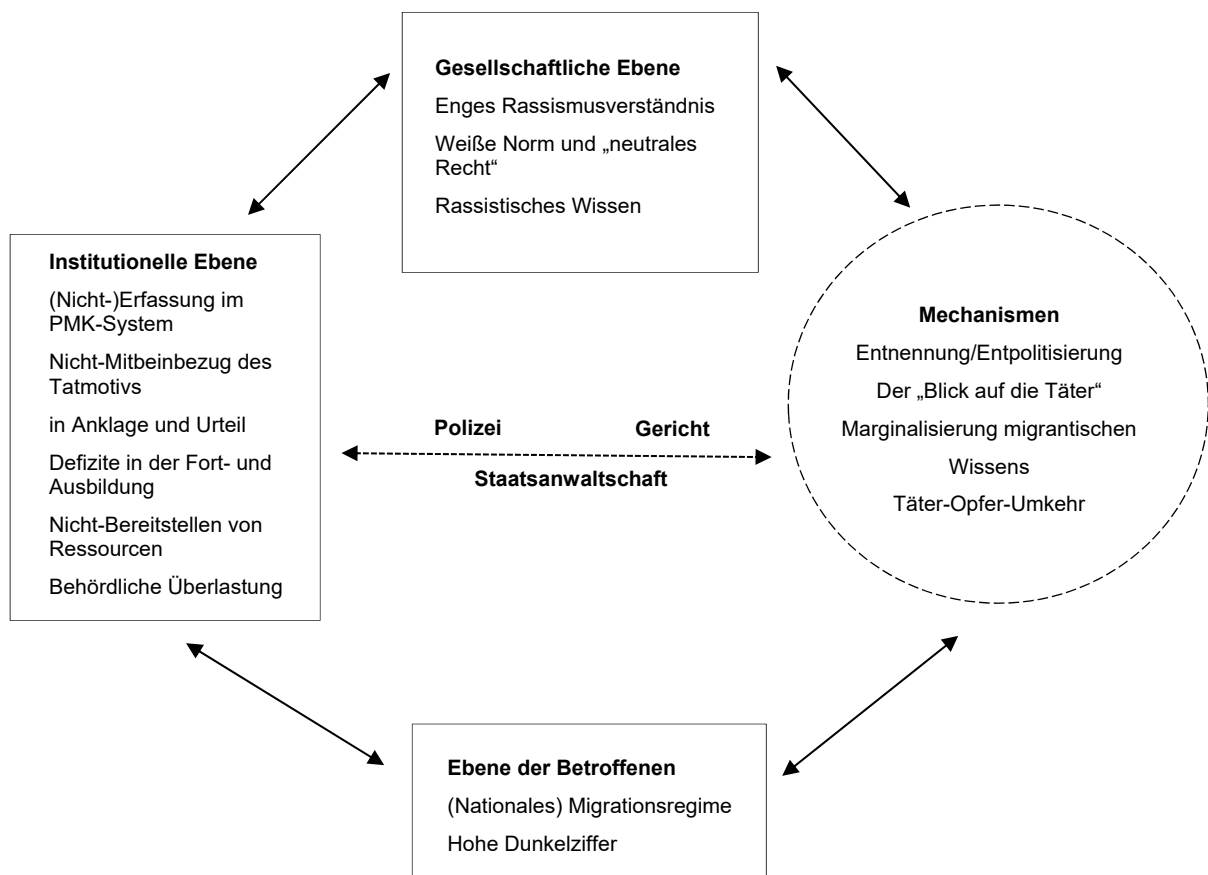 Gesellschaftliche Ebene
Enges Rassismusverständnis
Weiße Norm und „neutrales
Recht“
Rassistisches Wissen
Institutionelle Ebene
(Nicht-)Erfassung im
PMK-System
Nicht-Mitbeinbezug des
Tatmotivs
in Anklage und Urteil
Defizite in der Fort- und
Ausbildung
Nicht-Bereitstellen von
Ressourcen
Behördliche Überlastung
Polizei Gericht
Staatsanwaltschaft
Mechanismen
Entnennung/Entpolitisierung
Der „Blick auf die Täter“
Marginalisierung migrantischen
Wissens
Täter-Opfer-Umkehr
Ebene der Betroffenen
(Nationales) Migrationsregime
Hohe Dunkelziffer